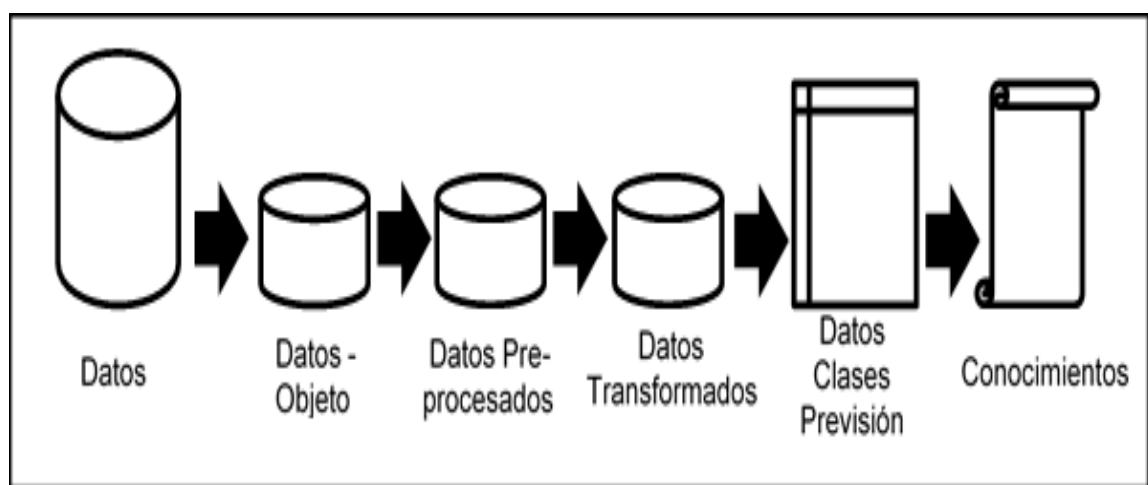 Datos
Datos -
Objeto
Datos Pre-
procesados
Datos
Transformados
Datos
Clases
Previsión
Conocimientos